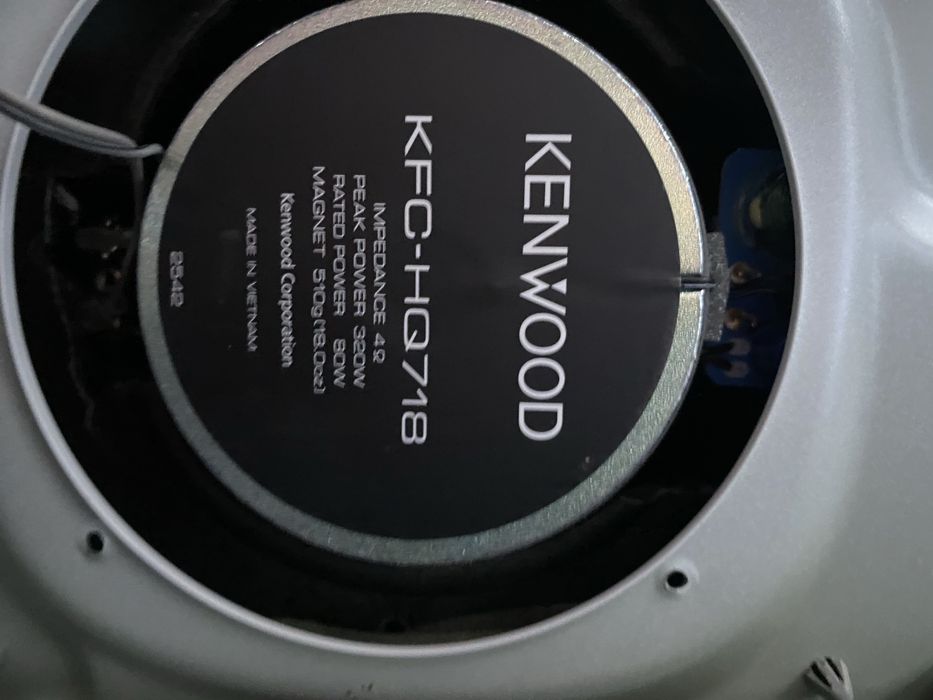 KENWOOD
KFC-HQ718
IMPEDANCE 4Ω
PEAK POWER 320W
RATED POWER 80W
MAGNET 510g (18.0oz)
Kenwood Corporation
MADE IN VIETNAM
2542